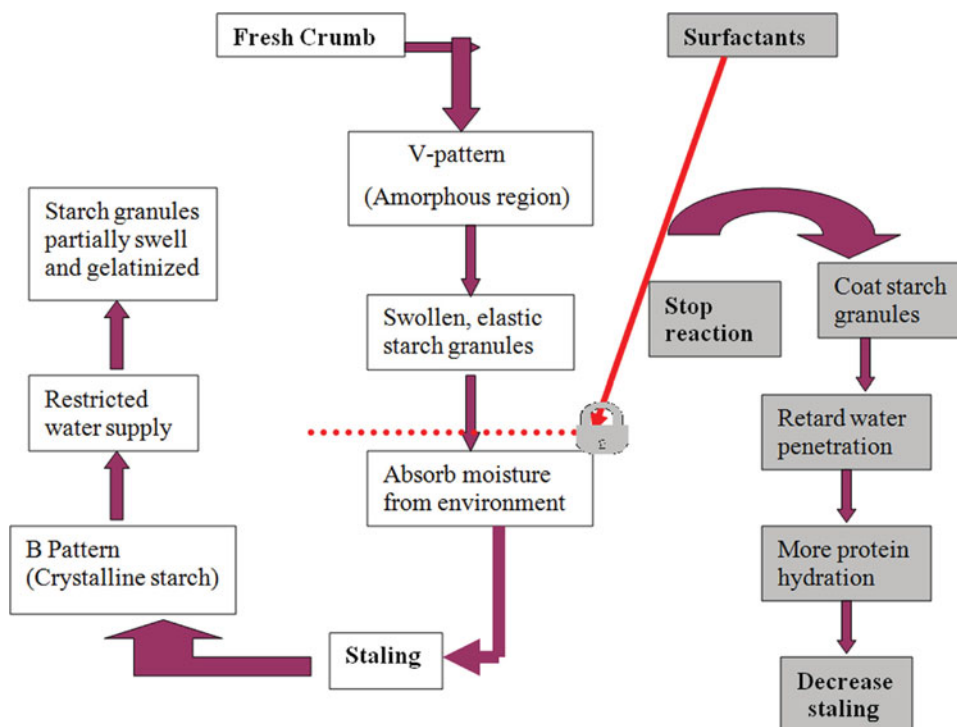 Fresh Crumb
Surfactants
V-pattern
(Amorphous region)
Starch granules
partially swell
and gelatinized
Coat starch
granules
Swollen, elastic
starch granules
Stop
reaction
Restricted
water supply
Retard water
penetration
Absorb moisture
from environment
B Pattern
(Crystalline starch)
More protein
hydration
Staling
Decrease
staling